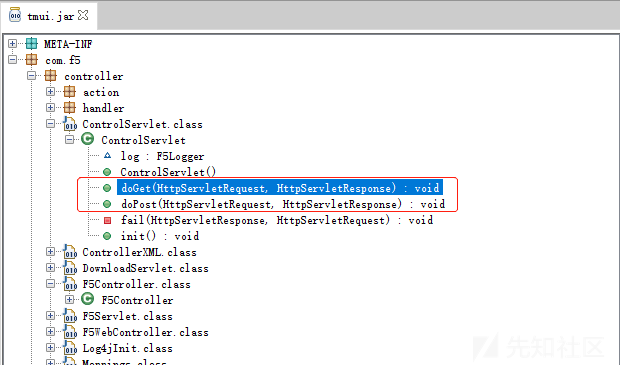 tmui.jar
META-INF
com.f5
controller
action
handler
ControlServlet.class
ControlServlet
log : F5Logger
ControlServlet()
doGet(HttpServletRequest, HttpServletResponse) : void
doPost(HttpServletRequest, HttpServletResponse) : void
fail(HttpServletResponse, HttpServletRequest) : void
init() : void
ControllerXML.class
DownloadServlet.class
F5Controller.class
F5Controller
F5Servlet.class
F5WebController.class
Log4jInit.class
Mappings.class
先知社区